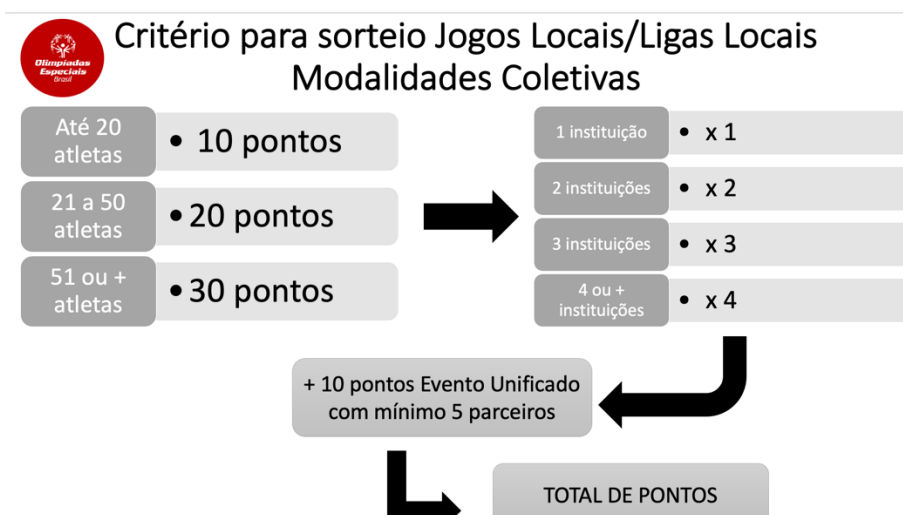 Critério para sorteio Jogos Locais/Ligas Locais
Modalidades Coletivas
Olimpíadas
Especiais
Brasil
Até 20
atletas
• 10 pontos
21 a 50
atletas
• 20 pontos
51 ou +
atletas
• 30 pontos
1 instituição
• x 1
2 instituições
• x 2
3 instituições
• x 3
4 ou +
instituições
• x 4
+ 10 pontos Evento Unificado
com mínimo 5 parceiros
TOTAL DE PONTOS